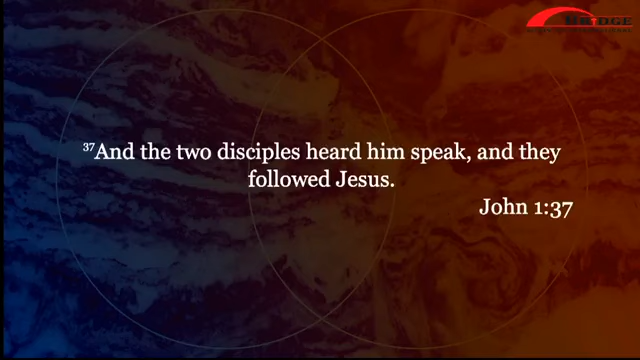 BRIDGE
³⁷And the two disciples heard him speak, and they
followed Jesus.
John 1:37